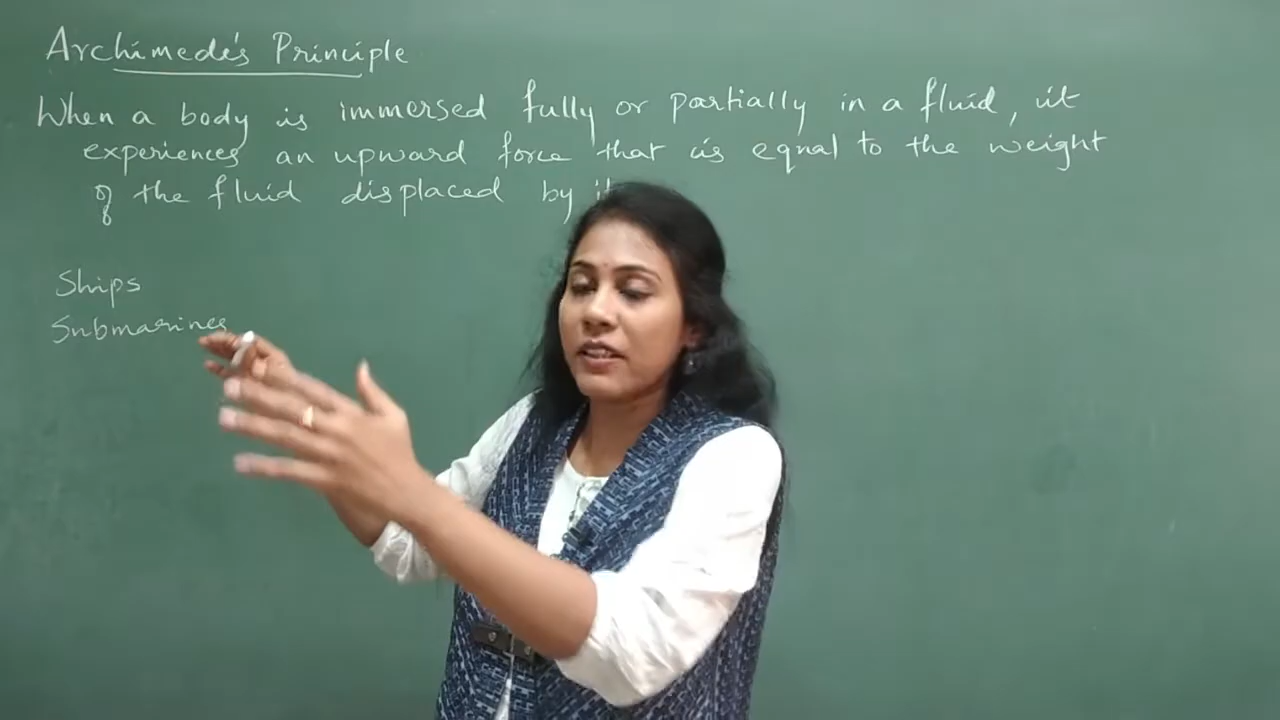 Archimede's Principle
When a body is immersed fully or partially in a fluid, it
experiences an upward force that is equal to the weight
of the fluid displaced by it
Ships
Submarines